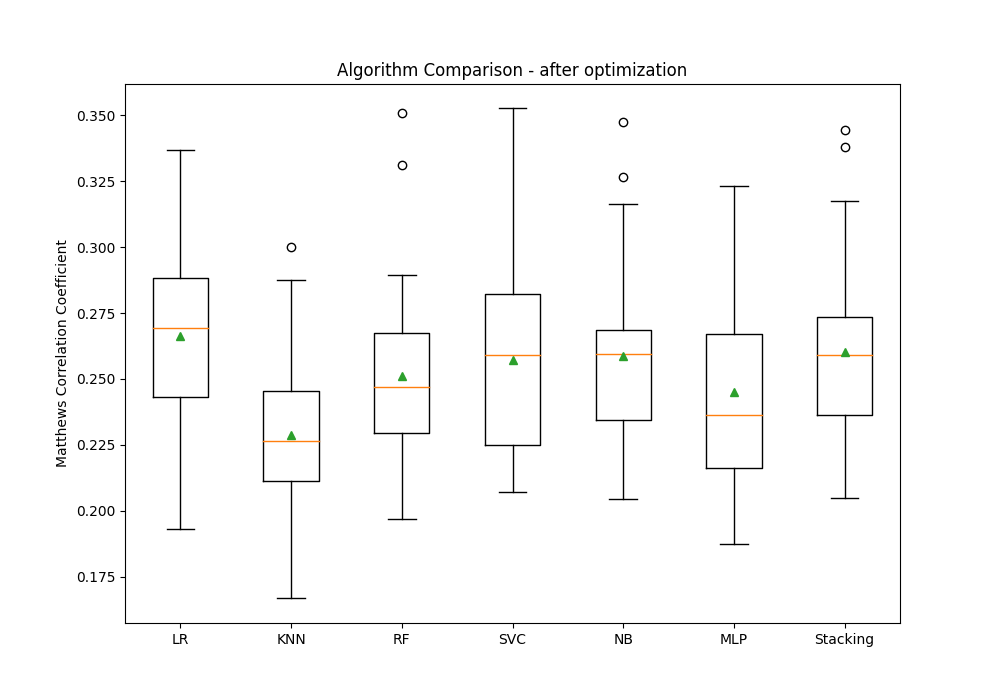 Algorithm Comparison - after optimization
Matthews Correlation Coefficient
0.350
0.325
0.300
0.275
0.250
0.225
0.200
0.175
LR KNN RF SVC NB MLP Stacking